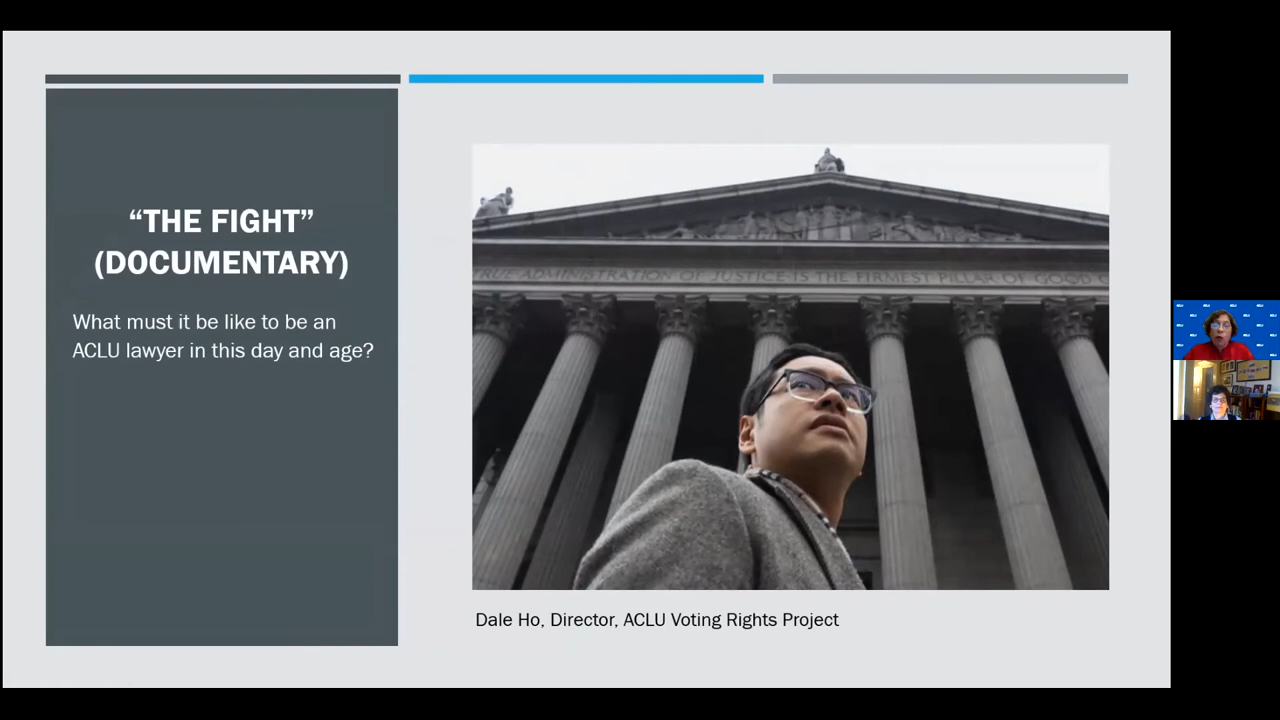 “THE FIGHT”
(DOCUMENTARY)
What must it be like to be an
ACLU lawyer in this day and age?
TRUE ADMINISTRATION OF JUSTICE IS THE FIRMEST PILLAR OF GOOD
Dale Ho, Director, ACLU Voting Rights Project